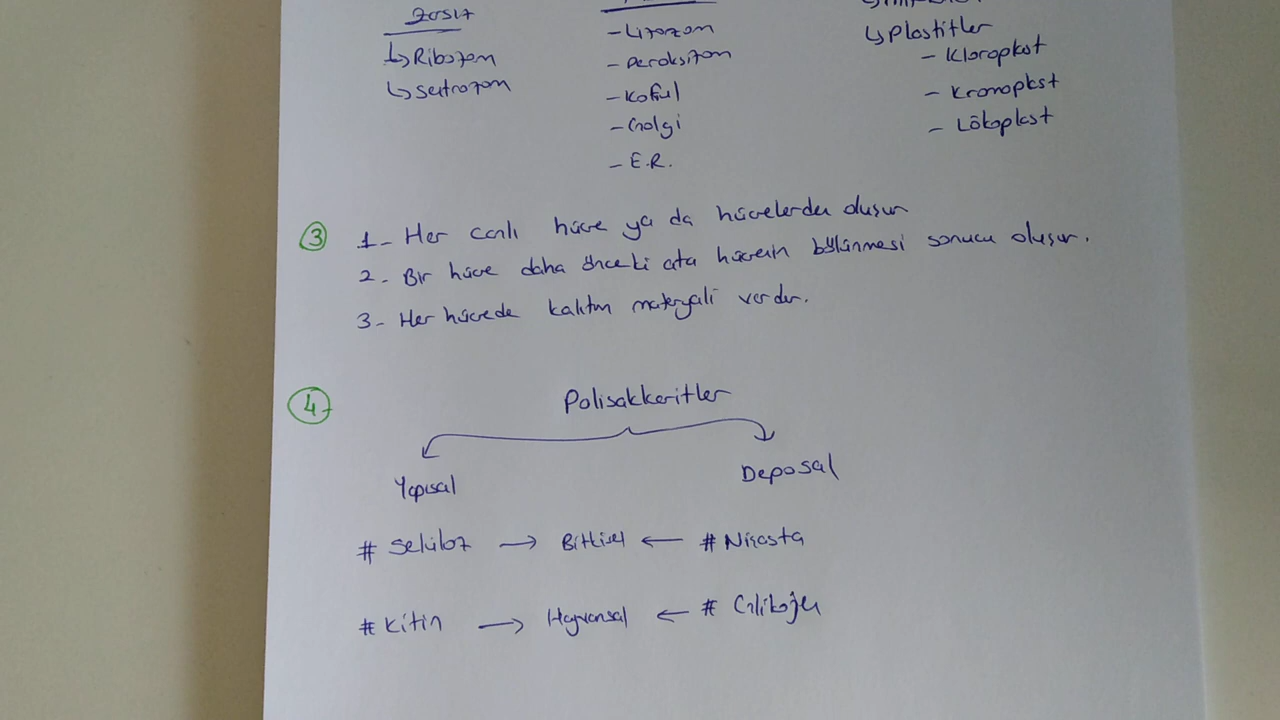 zarsız
↳ Ribozom
↳ Sentrozom
- Lizozom
- Peroksizom
- Koful
- Golgi
- E.R.
↳ Plastitler
- Kloroplast
- Kromoplast
- Lökoplast
3
1- Her canlı hücre ya da hücrelerden oluşur
2- Bir hücre daha önceki ata hücrenin bölünmesi sonucu oluşur.
3- Her hücrede kalıtım materyali vardır.
4
Polisakkaritler
Yapısal Deposal
# Selüloz → Bitkisel ← # Nişasta
# Kitin → Hayvansal ← # Glikojen